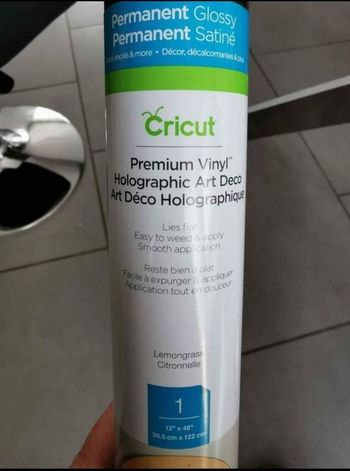 Permanent Glossy
Permanent Satiné
decals & more • Décor, décalcomanies & plus
Cricut
Premium Vinyl™
Holographic Art Deco
Art Déco Holographique
Lies flat
Easy to weed & apply
Smooth application
Reste bien à plat
Facile à expurger & appliquer
Application tout en douceur
Lemongrass
Citronnelle
1
12" x 48"
30.5 cm x 122 cm